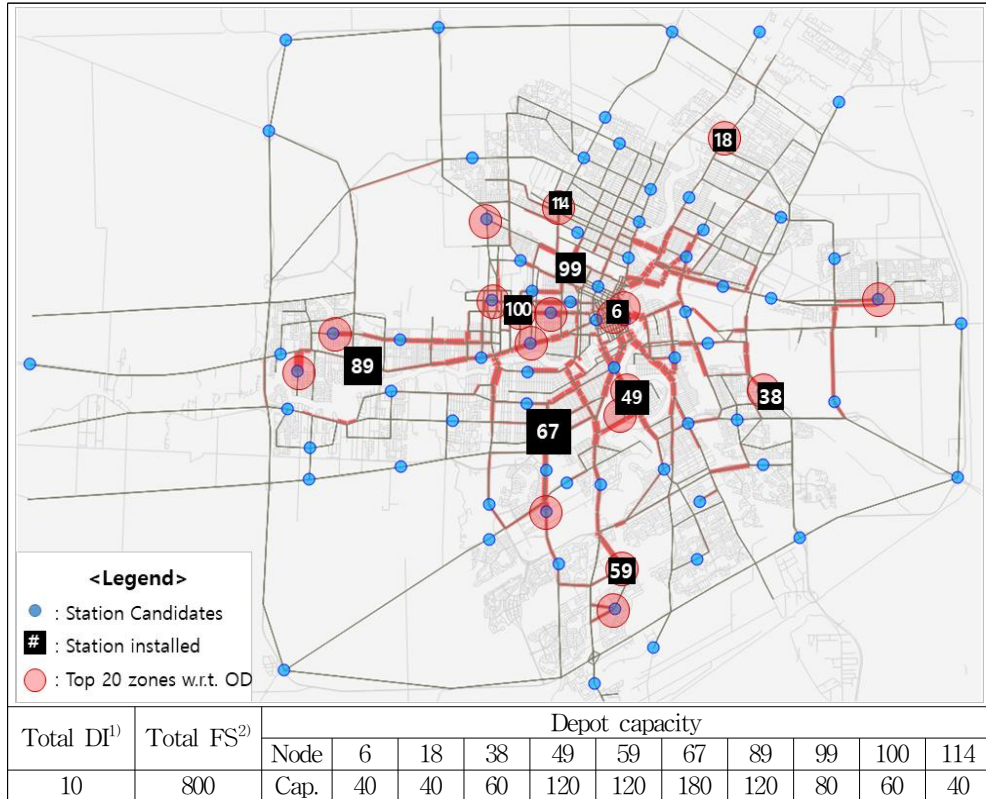 18
114
99
100
6
89
49
38
67
59
<Legend>
: Station Candidates
# : Station installed
: Top 20 zones w.r.t. OD
Total DI1) Total FS2) Depot capacity
Node 6 18 38 49 59 67 89 99 100 114
10 800 Cap. 40 40 60 120 120 180 120 80 60 40